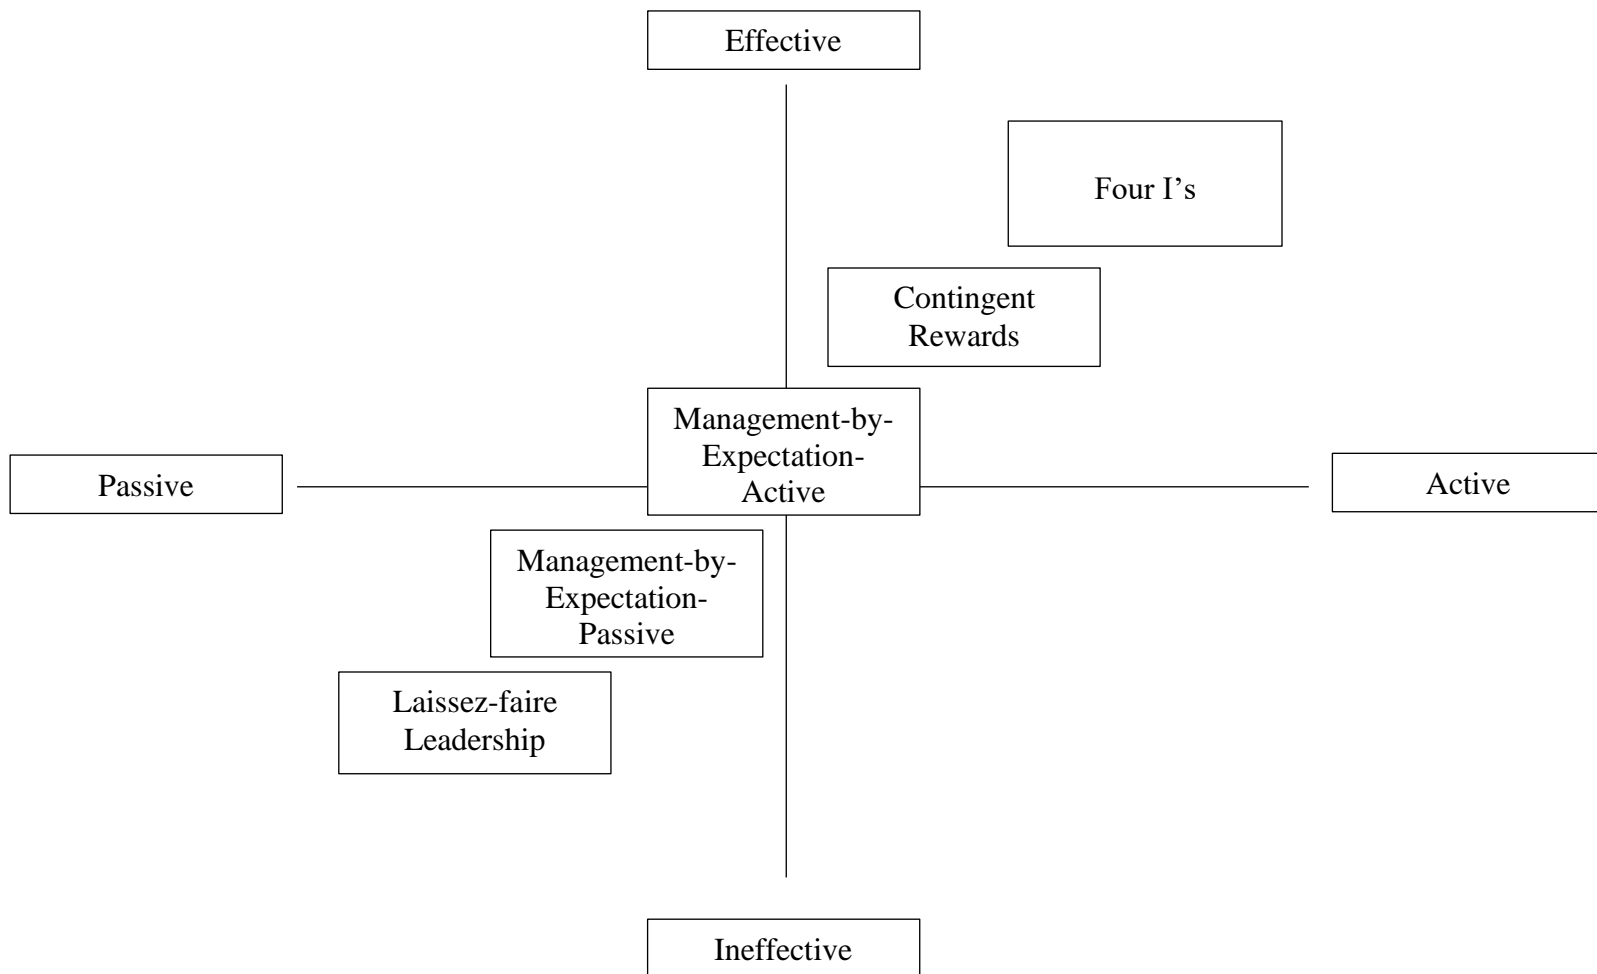 Effective
Four I’s
Contingent
Rewards
Management-by-
Expectation-
Active
Passive
Active
Management-by-
Expectation-
Passive
Laissez-faire
Leadership
Ineffective